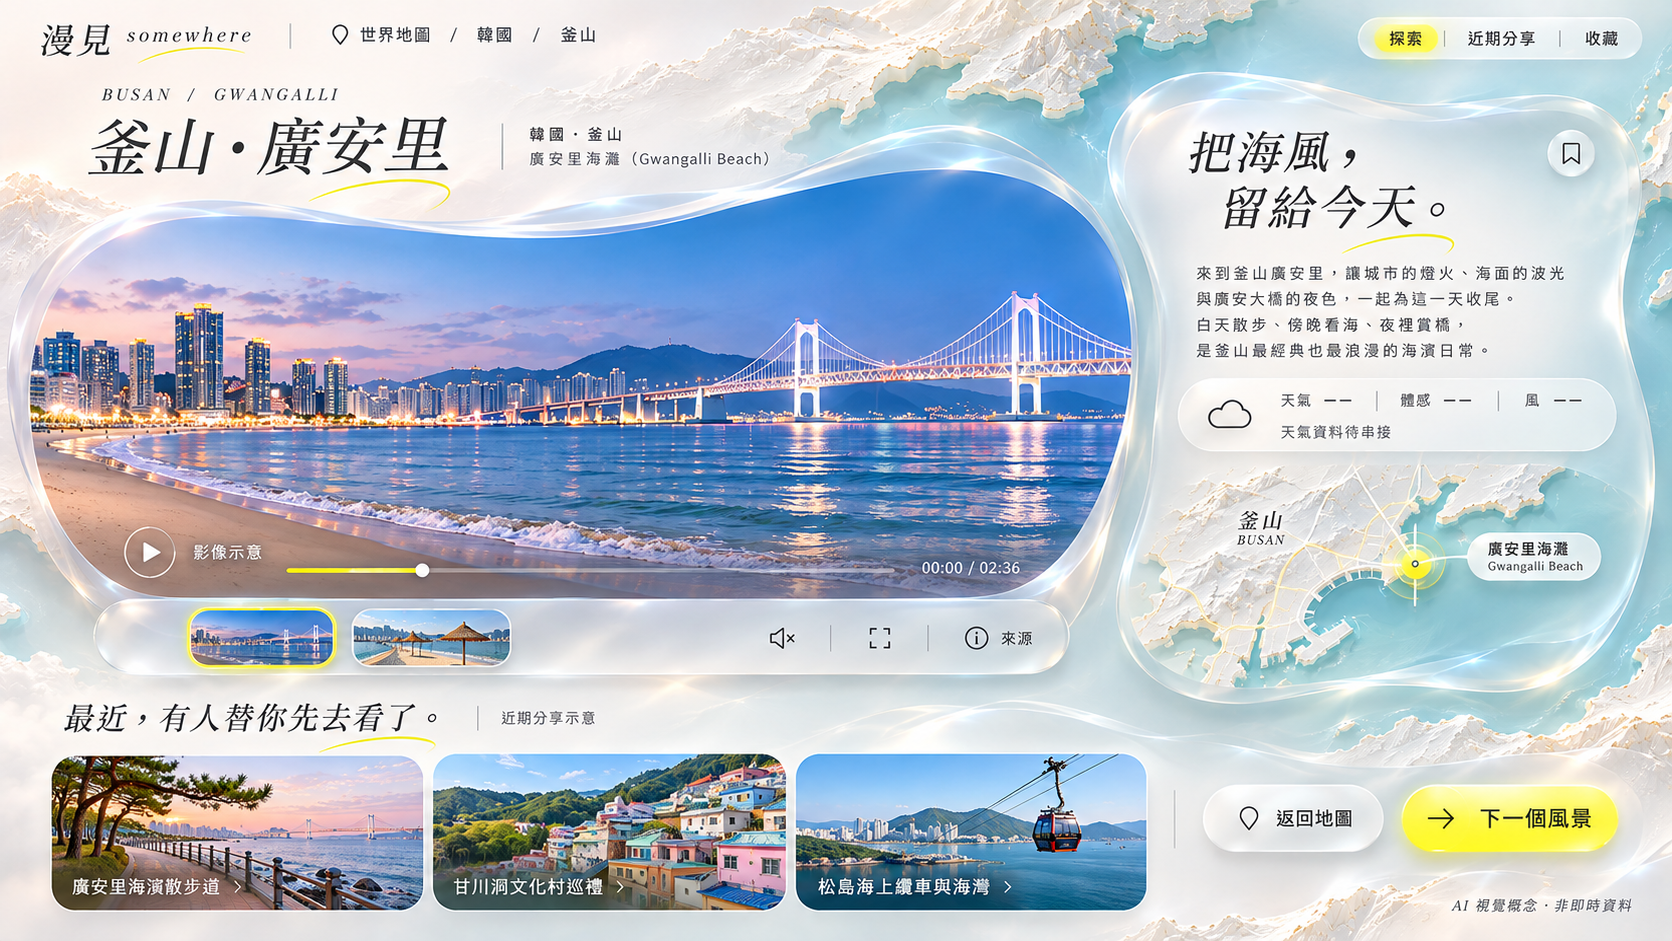 漫見 somewhere
世界地圖 / 韓國 / 釜山
探索 | 近期分享 | 收藏
BUSAN / GWANGALLI
釜山・廣安里
韓國・釜山
廣安里海灘（Gwangalli Beach）
把海風，
留給今天。
來到釜山廣安里，讓城市的燈火、海面的波光
與廣安大橋的夜色，一起為這一天收尾。
白天散步、傍晚看海、夜裡賞橋，
是釜山最經典也最浪漫的海濱日常。
天氣 -- | 體感 -- | 風 --
天氣資料待串接
釜山
BUSAN
廣安里海灘
Gwangalli Beach
影像示意
00:00 / 02:36
來源
最近，有人替你先去看了。
近期分享示意
廣安里海濱散步道
甘川洞文化村巡禮
松島海上纜車與海灣
返回地圖
下一個風景
AI 視覺概念・非即時資料